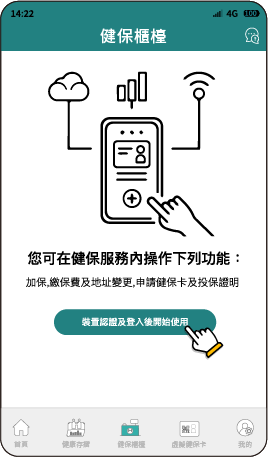 14:22 4G 100
健保櫃檯
您可在健保服務內操作下列功能：
加保,繳保費及地址變更,申請健保卡及投保證明
裝置認證及登入後開始使用
首頁 健康存摺 健保櫃檯 虛擬健保卡 我的